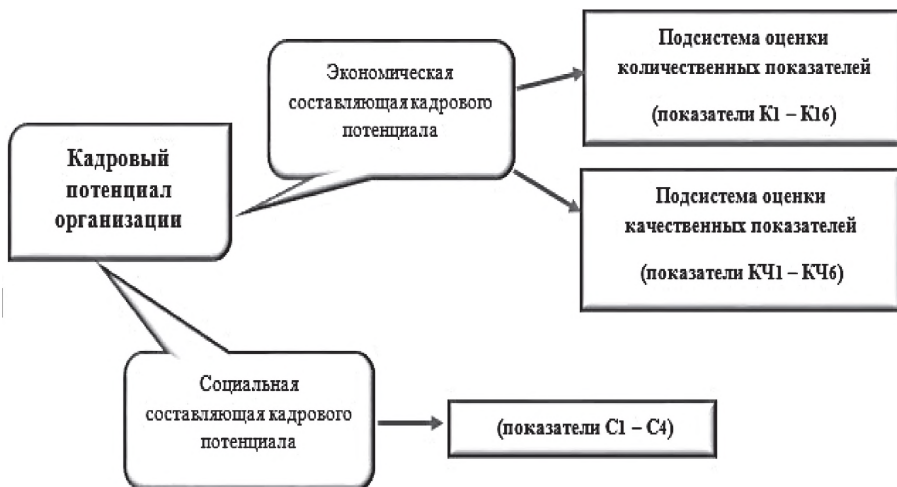 Кадровый
потенциал
организации
Экономическая
составляющая кадрового
потенциала
Подсистема оценки
количественных показателей
(показатели К1 – К16)
Подсистема оценки
качественных показателей
(показатели КЧ1 – КЧ6)
Социальная
составляющая кадрового
потенциала
(показатели С1 – С4)